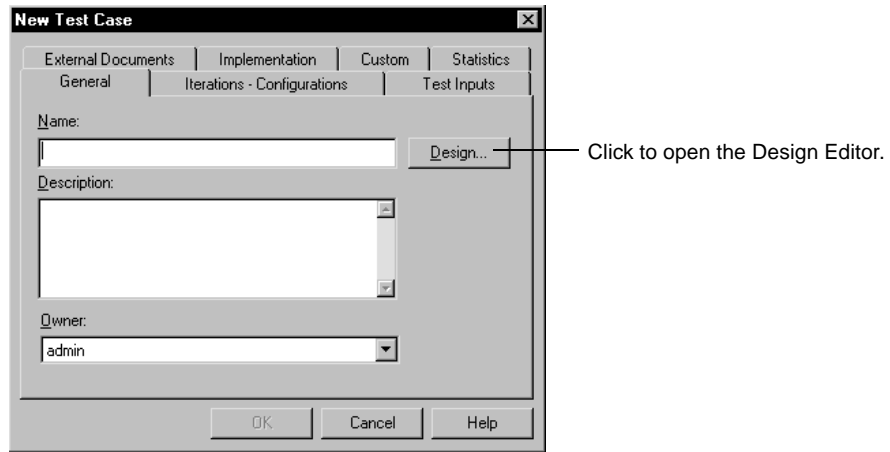 New Test Case
External Documents Implementation Custom Statistics
General Iterations - Configurations Test Inputs
Name:
Design...
Click to open the Design Editor.
Description:
Owner:
admin
OK Cancel Help